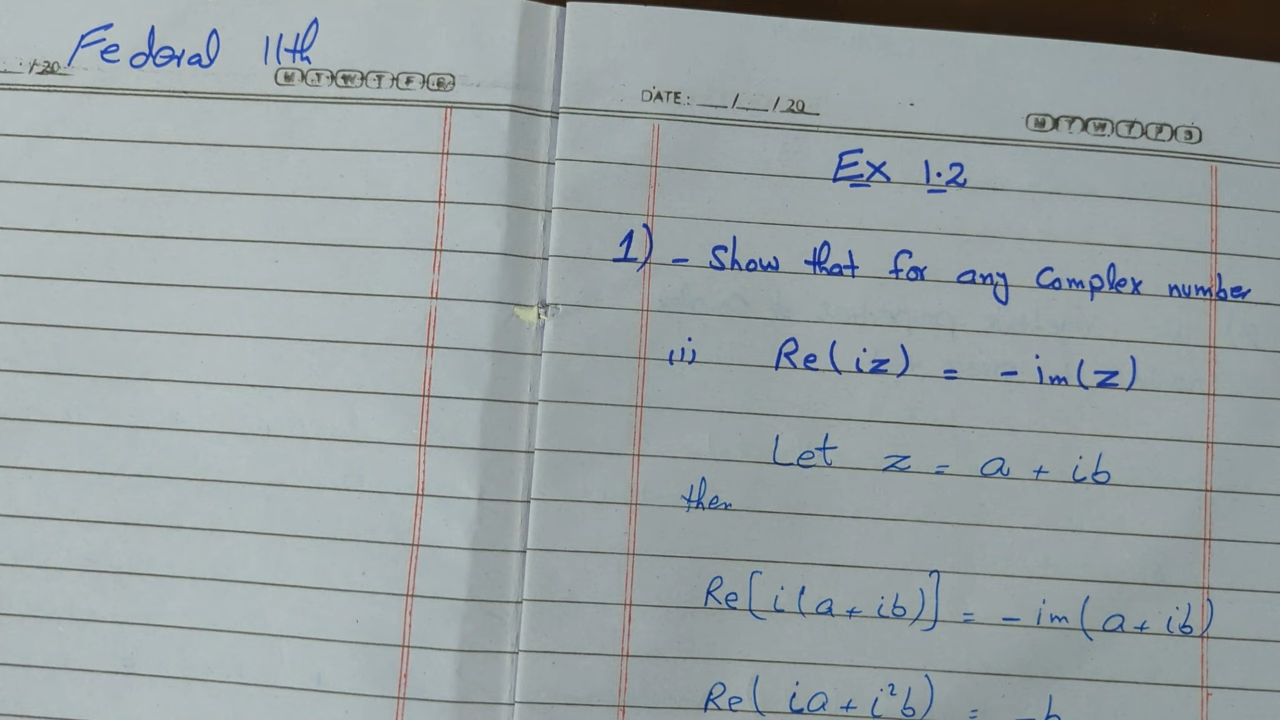 Federal 11th
/20 M T W T F S
DATE: __/__/20
M T W T F S
Ex 1.2
1) - Show that for any Complex number
(i) Re(iz) = -im(z)
Let z = a + ib
then
Re[i(a + ib)] = -im(a + ib)
Re(ia + i²b) = -b